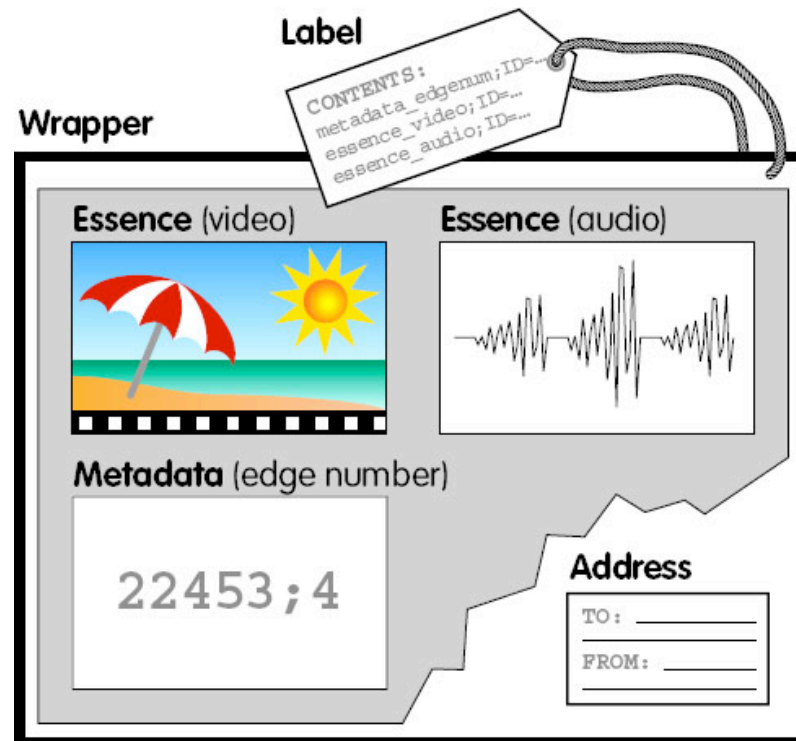 Label
CONTENTS:
metadata_edgenum;ID=…
essence_video;ID=…
essence_audio;ID=…
Wrapper
Essence (video)
Essence (audio)
Metadata (edge number)
22453;4
Address
TO:
FROM: